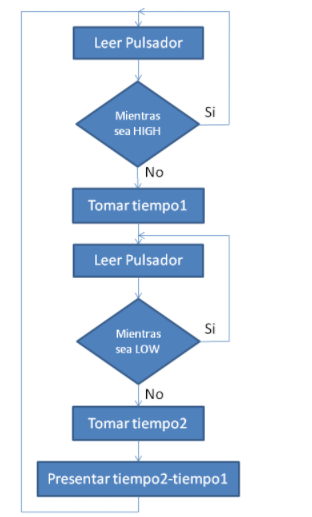 Leer Pulsador
Mientras
sea HIGH
Si
No
Tomar tiempo1
Leer Pulsador
Mientras
sea LOW
Si
No
Tomar tiempo2
Presentar tiempo2-tiempo1